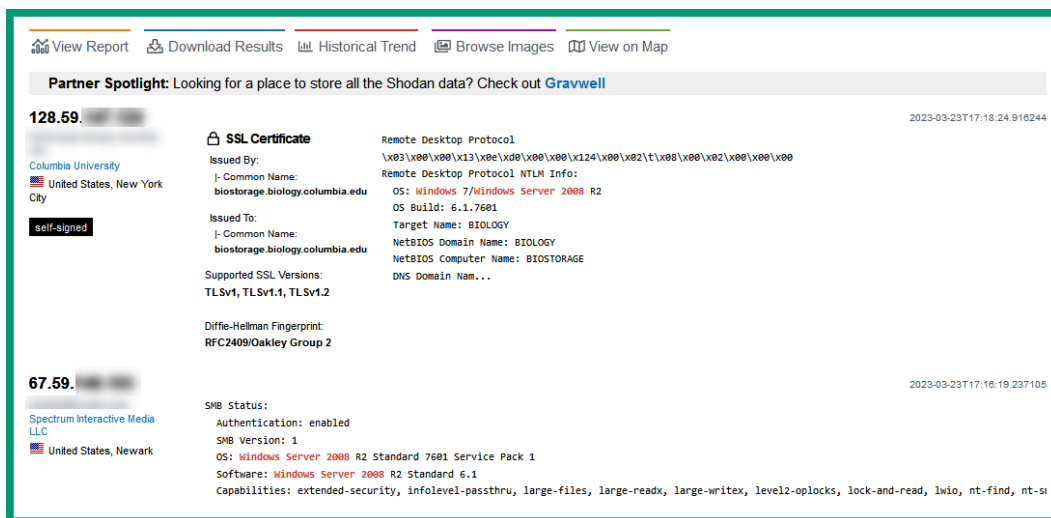 View Report Download Results Historical Trend Browse Images View on Map
Partner Spotlight: Looking for a place to store all the Shodan data? Check out Gravwell
128.59.
2023-03-23T17:18:24.916244
Columbia University
United States, New York
City
self-signed
SSL Certificate
Issued By:
|- Common Name:
biostorage.biology.columbia.edu
Issued To:
|- Common Name:
biostorage.biology.columbia.edu
Supported SSL Versions:
TLSv1, TLSv1.1, TLSv1.2
Diffie-Hellman Fingerprint:
RFC2409/Oakley Group 2
Remote Desktop Protocol
\x03\x00\x00\x13\x0e\xd0\x00\x00\x124\x00\x02\t\x08\x00\x02\x00\x00\x00
Remote Desktop Protocol NTLM Info:
OS: Windows 7/Windows Server 2008 R2
OS Build: 6.1.7601
Target Name: BIOLOGY
NetBIOS Domain Name: BIOLOGY
NetBIOS Computer Name: BIOSTORAGE
DNS Domain Nam...
67.59.
2023-03-23T17:16:19.237105
Spectrum Interactive Media
LLC
United States, Newark
SMB Status:
Authentication: enabled
SMB Version: 1
OS: Windows Server 2008 R2 Standard 7601 Service Pack 1
Software: Windows Server 2008 R2 Standard 6.1
Capabilities: extended-security, infolevel-passthru, large-files, large-readx, large-writex, level2-oplocks, lock-and-read, lwio, nt-find,